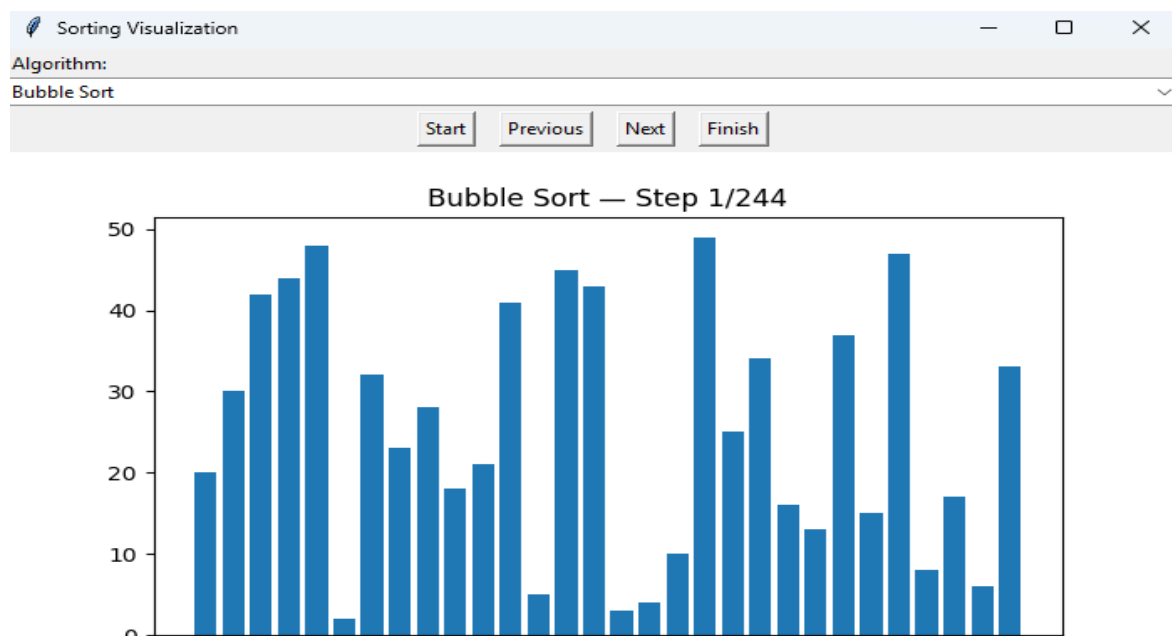 Sorting Visualization
Algorithm:
Bubble Sort
Start Previous Next Finish
Bubble Sort — Step 1/244
50
40
30
20
10
0